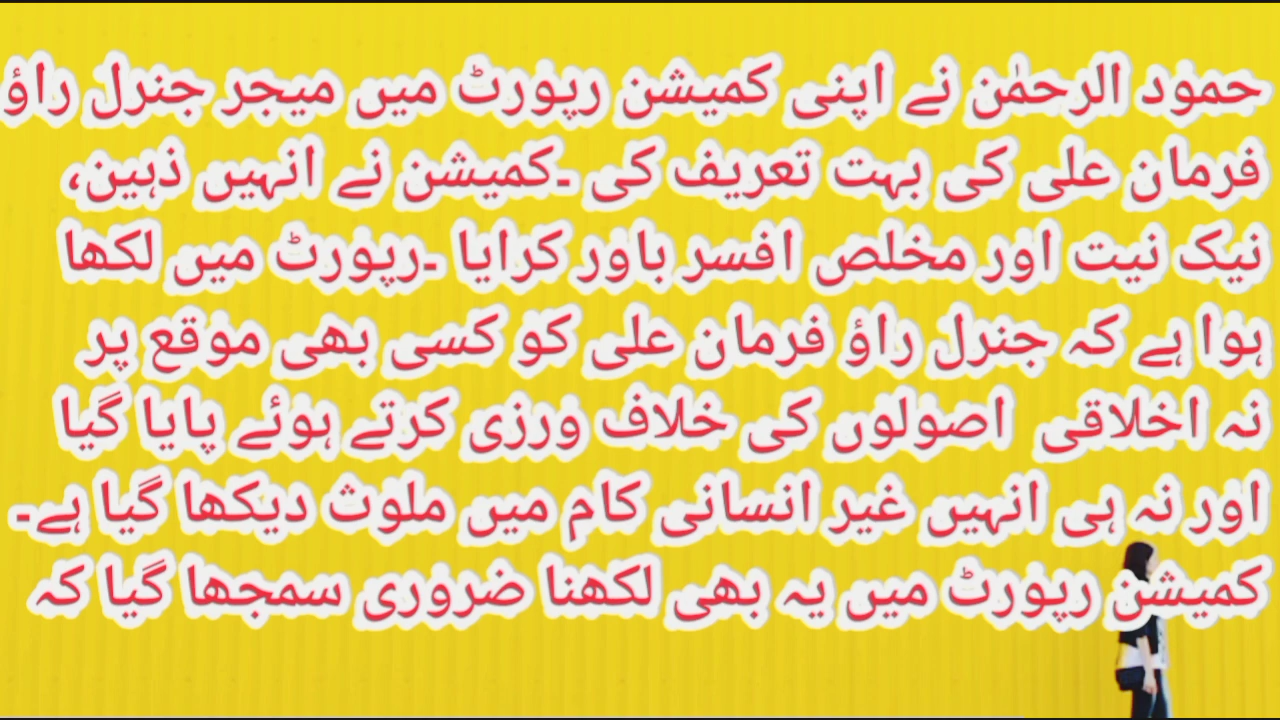 حمود الرحمٰن نے اپنی کمیشن رپورٹ میں میجر جنرل راؤ
فرمان علی کی بہت تعریف کی ۔کمیشن نے انہیں ذہین،
نیک نیت اور مخلص افسر باور کرایا ۔رپورٹ میں لکھا
ہوا ہے کہ جنرل راؤ فرمان علی کو کسی بھی موقع پر
نہ اخلاقی اصولوں کی خلاف ورزی کرتے ہوئے پایا گیا
اور نہ ہی انہیں غیر انسانی کام میں ملوث دیکھا گیا ہے۔
کمیشن رپورٹ میں یہ بھی لکھنا ضروری سمجھا گیا کہ